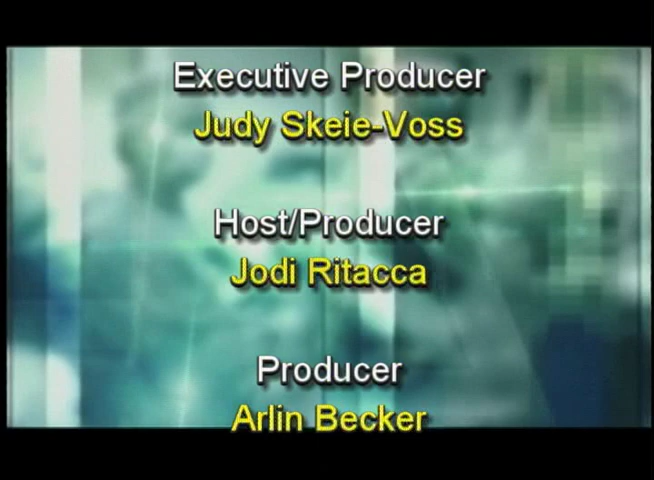 Executive Producer
Judy Skeie-Voss
Host/Producer
Jodi Ritacca
Producer
Arlin Becker